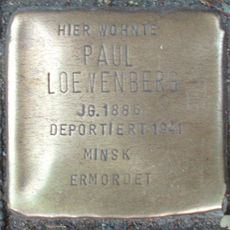 HIER WOHNTE
PAUL
LOEWENBERG
JG. 1886
DEPORTIERT 1941
MINSK
ERMORDET